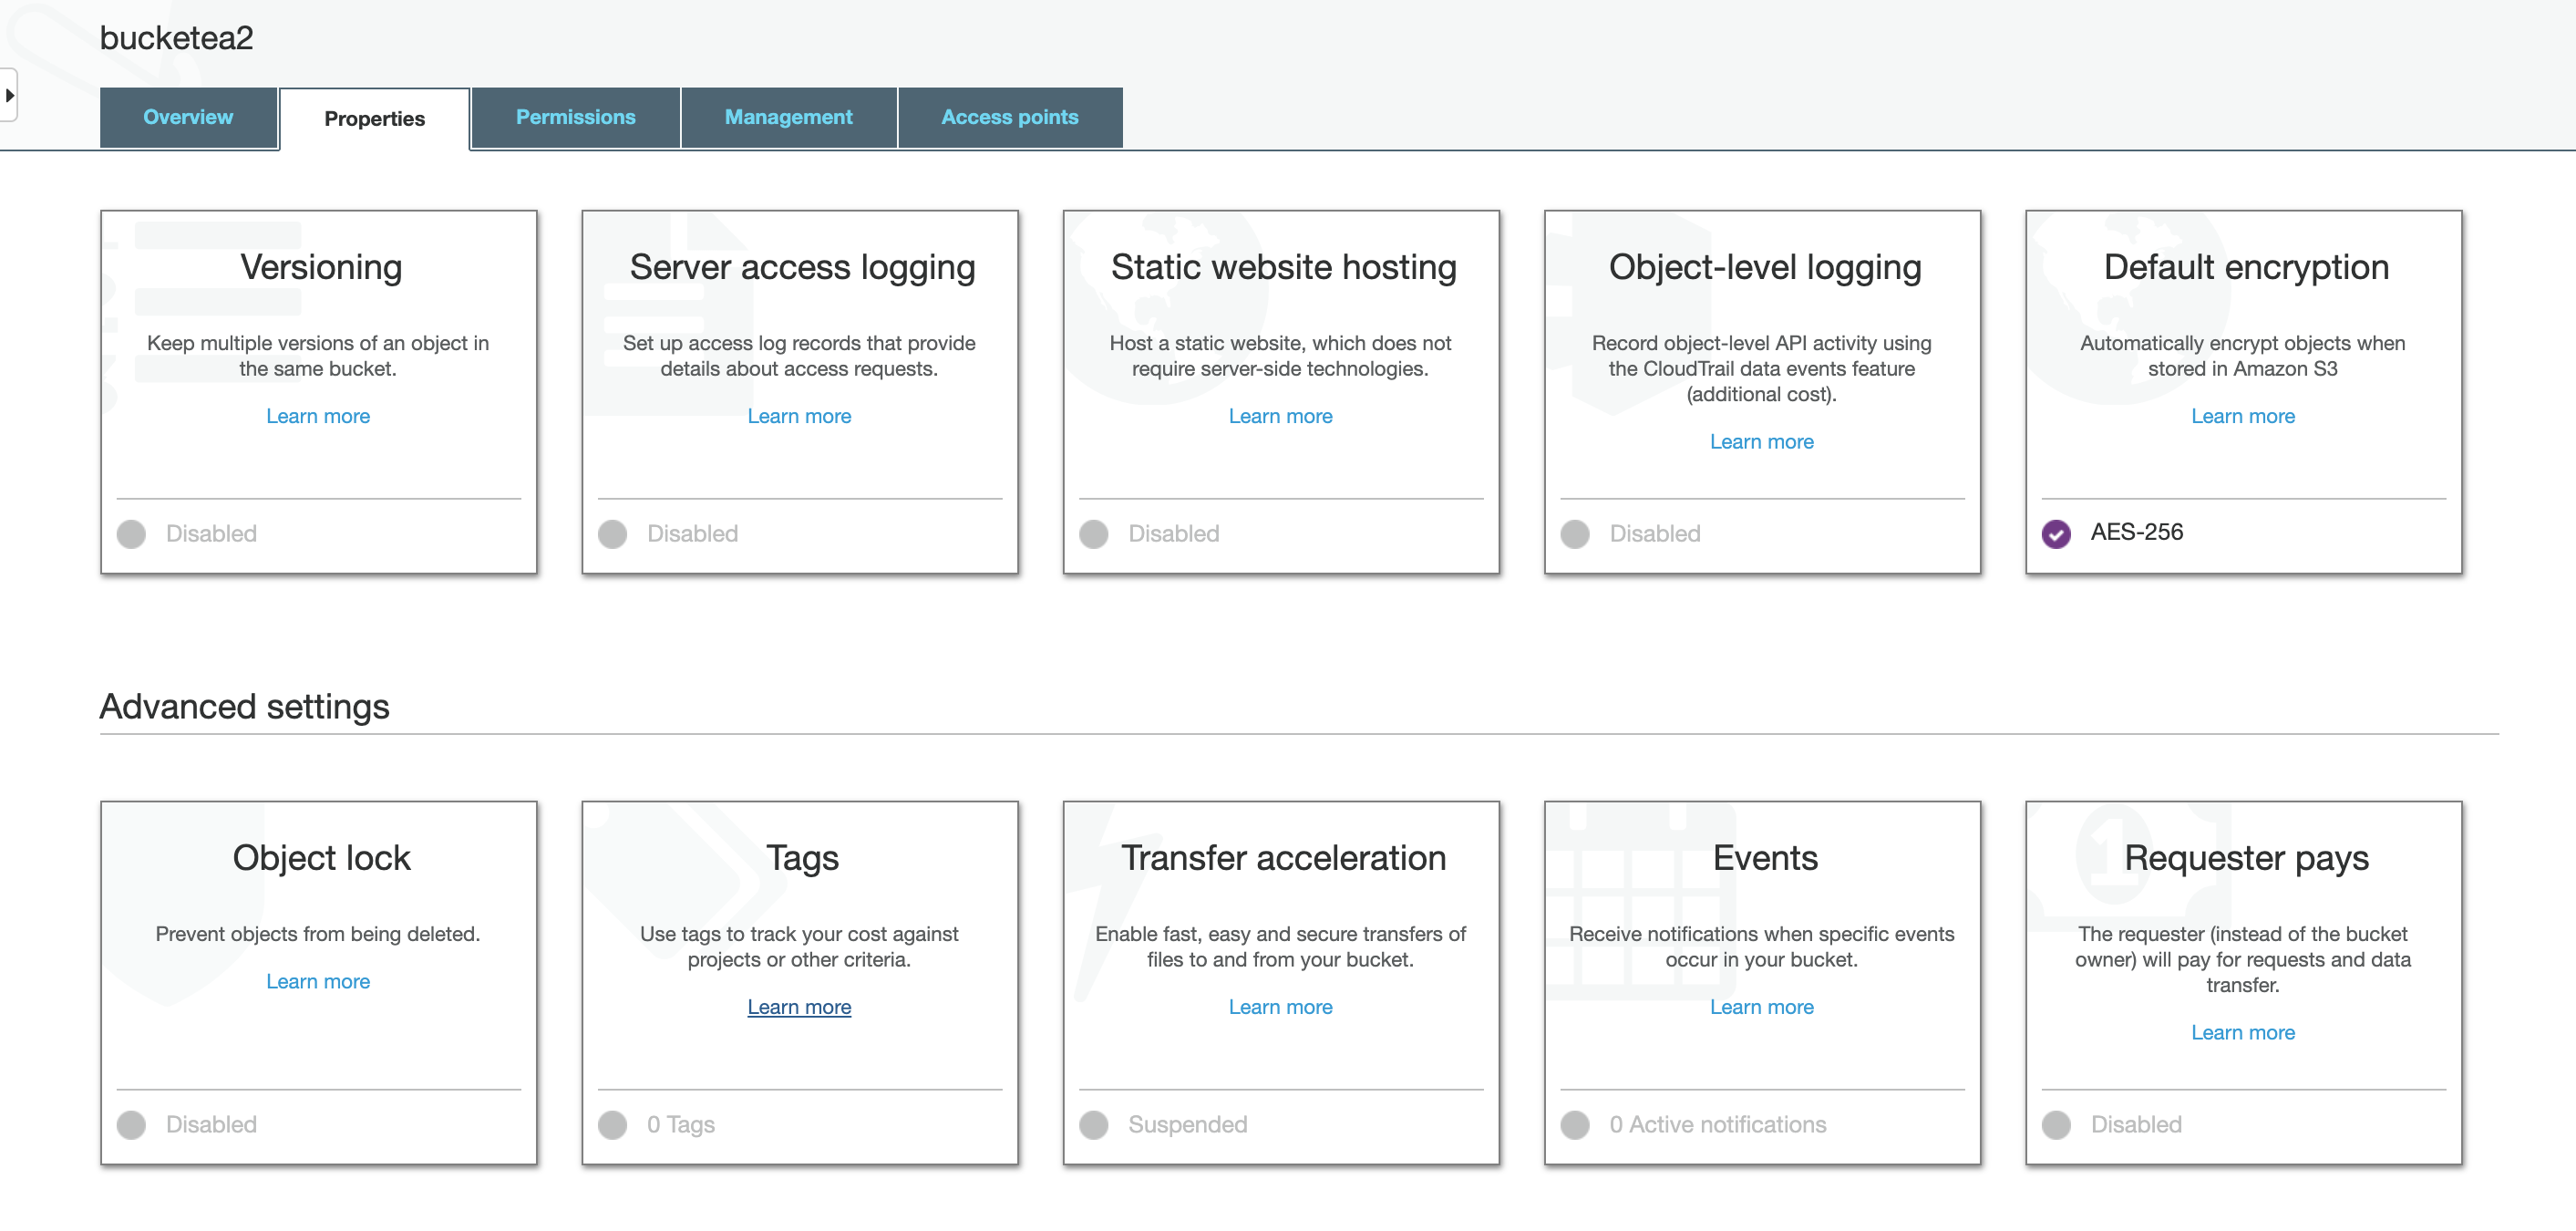 bucketea2
Overview
Properties
Permissions
Management
Access points
Versioning
Keep multiple versions of an object in
the same bucket.
Learn more
Disabled
Server access logging
Set up access log records that provide
details about access requests.
Learn more
Disabled
Static website hosting
Host a static website, which does not
require server-side technologies.
Learn more
Disabled
Object-level logging
Record object-level API activity using
the CloudTrail data events feature
(additional cost).
Learn more
Disabled
Default encryption
Automatically encrypt objects when
stored in Amazon S3
Learn more
AES-256
Advanced settings
Object lock
Prevent objects from being deleted.
Learn more
Disabled
Tags
Use tags to track your cost against
projects or other criteria.
Learn more
0 Tags
Transfer acceleration
Enable fast, easy and secure transfers of
files to and from your bucket.
Learn more
Suspended
Events
Receive notifications when specific events
occur in your bucket.
Learn more
0 Active notifications
1
Requester pays
The requester (instead of the bucket
owner) will pay for requests and data
transfer.
Learn more
Disabled